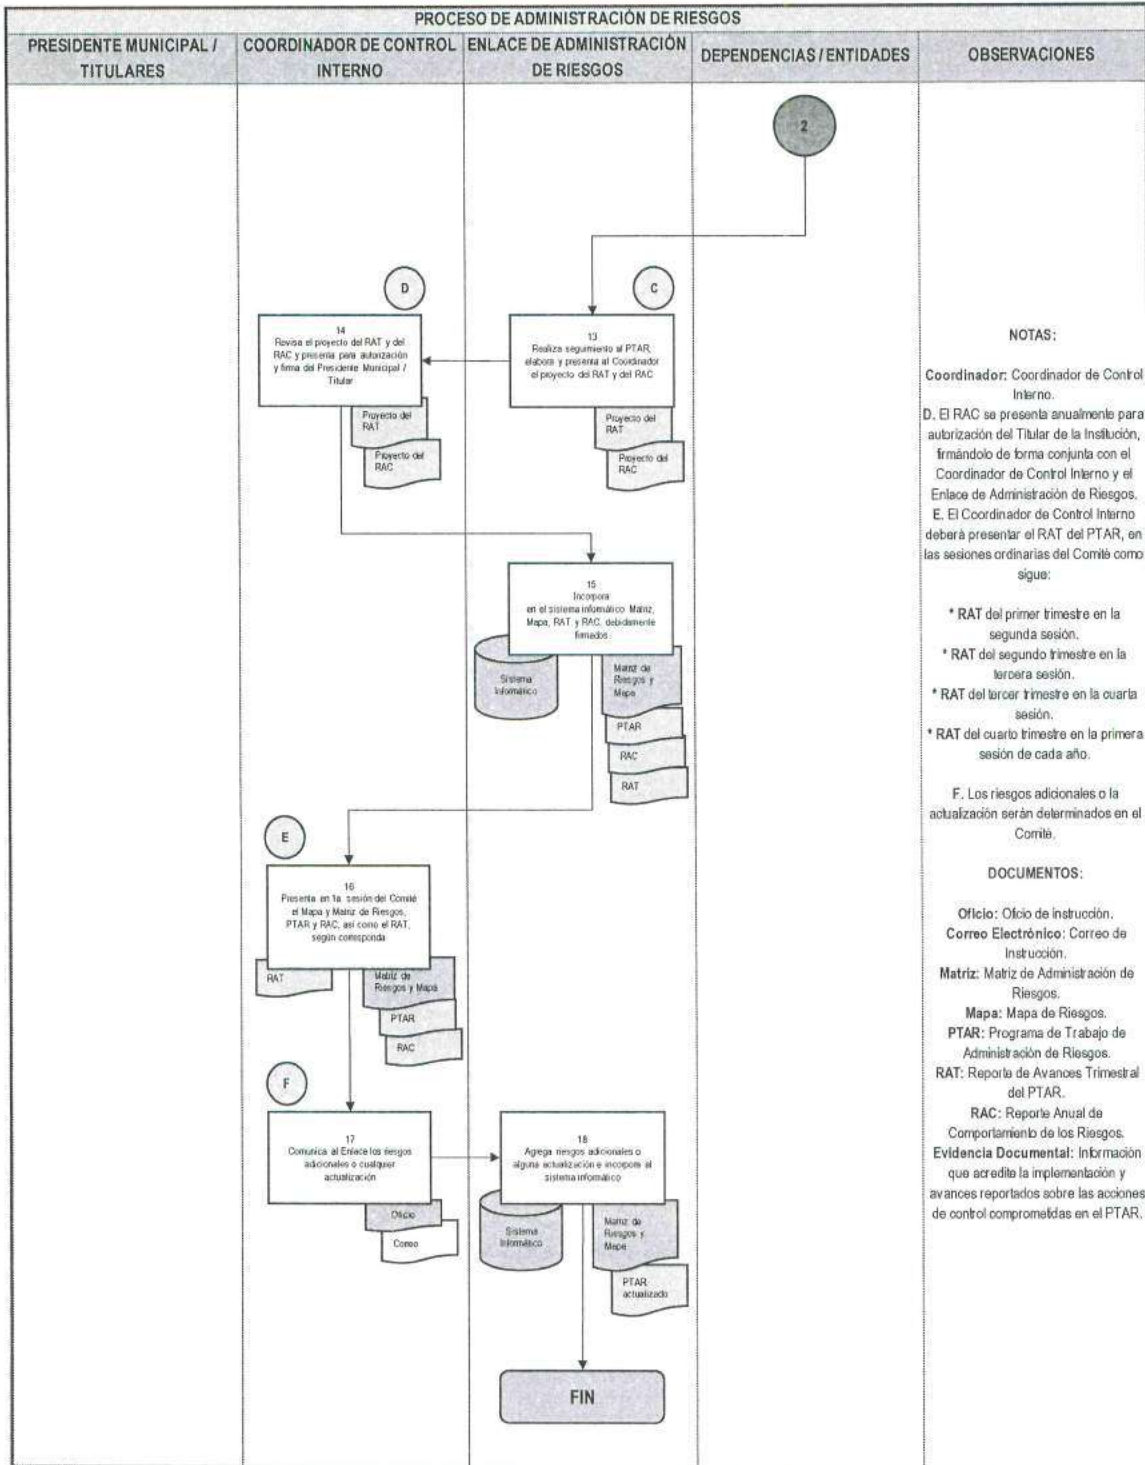 PROCESO DE ADMINISTRACIÓN DE RIESGOS
PRESIDENTE MUNICIPAL /
TITULARES
COORDINADOR DE CONTROL
INTERNO
ENLACE DE ADMINISTRACIÓN
DE RIESGOS
DEPENDENCIAS / ENTIDADES
OBSERVACIONES
2
D
C
14
Revisa el proyecto del RAT y del
RAC y presenta para autorización
y firma del Presidente Municipal /
Titular
Proyecto del
RAT
Proyecto del
RAC
13
Realiza seguimiento al PTAR,
elabora y presenta al Coordinador
el proyecto del RAT y del RAC
Proyecto del
RAT
Proyecto del
RAC
15
Incorpora
en el sistema informático Matriz,
Mapa, RAT y RAC, debidamente
firmados
Sistema
Informático
Matriz de
Riesgos y
Mapa
PTAR
RAC
RAT
E
16
Presenta en 1a. sesión del Comité
el Mapa y Matriz de Riesgos,
PTAR y RAC, así como el RAT,
según corresponda
RAT
Matriz de
Riesgos y Mapa
PTAR
RAC
F
17
Comunica al Enlace los riesgos
adicionales o cualquier
actualización
Oficio
Correo
18
Agrega riesgos adicionales o
alguna actualización e incorpora al
sistema informático
Sistema
Informático
Matriz de
Riesgos y
Mapa
PTAR
actualizado
FIN
NOTAS:
Coordinador: Coordinador de Control
Interno.
D. El RAC se presenta anualmente para
autorización del Titular de la Institución,
firmándolo de forma conjunta con el
Coordinador de Control Interno y el
Enlace de Administración de Riesgos.
E. El Coordinador de Control Interno
deberá presentar el RAT del PTAR, en
las sesiones ordinarias del Comité como
sigue:
* RAT del primer trimestre en la
segunda sesión.
* RAT del segundo trimestre en la
tercera sesión.
* RAT del tercer trimestre en la cuarta
sesión.
* RAT del cuarto trimestre en la primera
sesión de cada año.
F. Los riesgos adicionales o la
actualización serán determinados en el
Comité.
DOCUMENTOS:
Oficio: Oficio de instrucción.
Correo Electrónico: Correo de
Instrucción.
Matriz: Matriz de Administración de
Riesgos.
Mapa: Mapa de Riesgos.
PTAR: Programa de Trabajo de
Administración de Riesgos.
RAT: Reporte de Avances Trimestral
del PTAR.
RAC: Reporte Anual de
Comportamiento de los Riesgos.
Evidencia Documental: Información
que acredite la implementación y
avances reportados sobre las acciones
de control comprometidas en el PTAR.